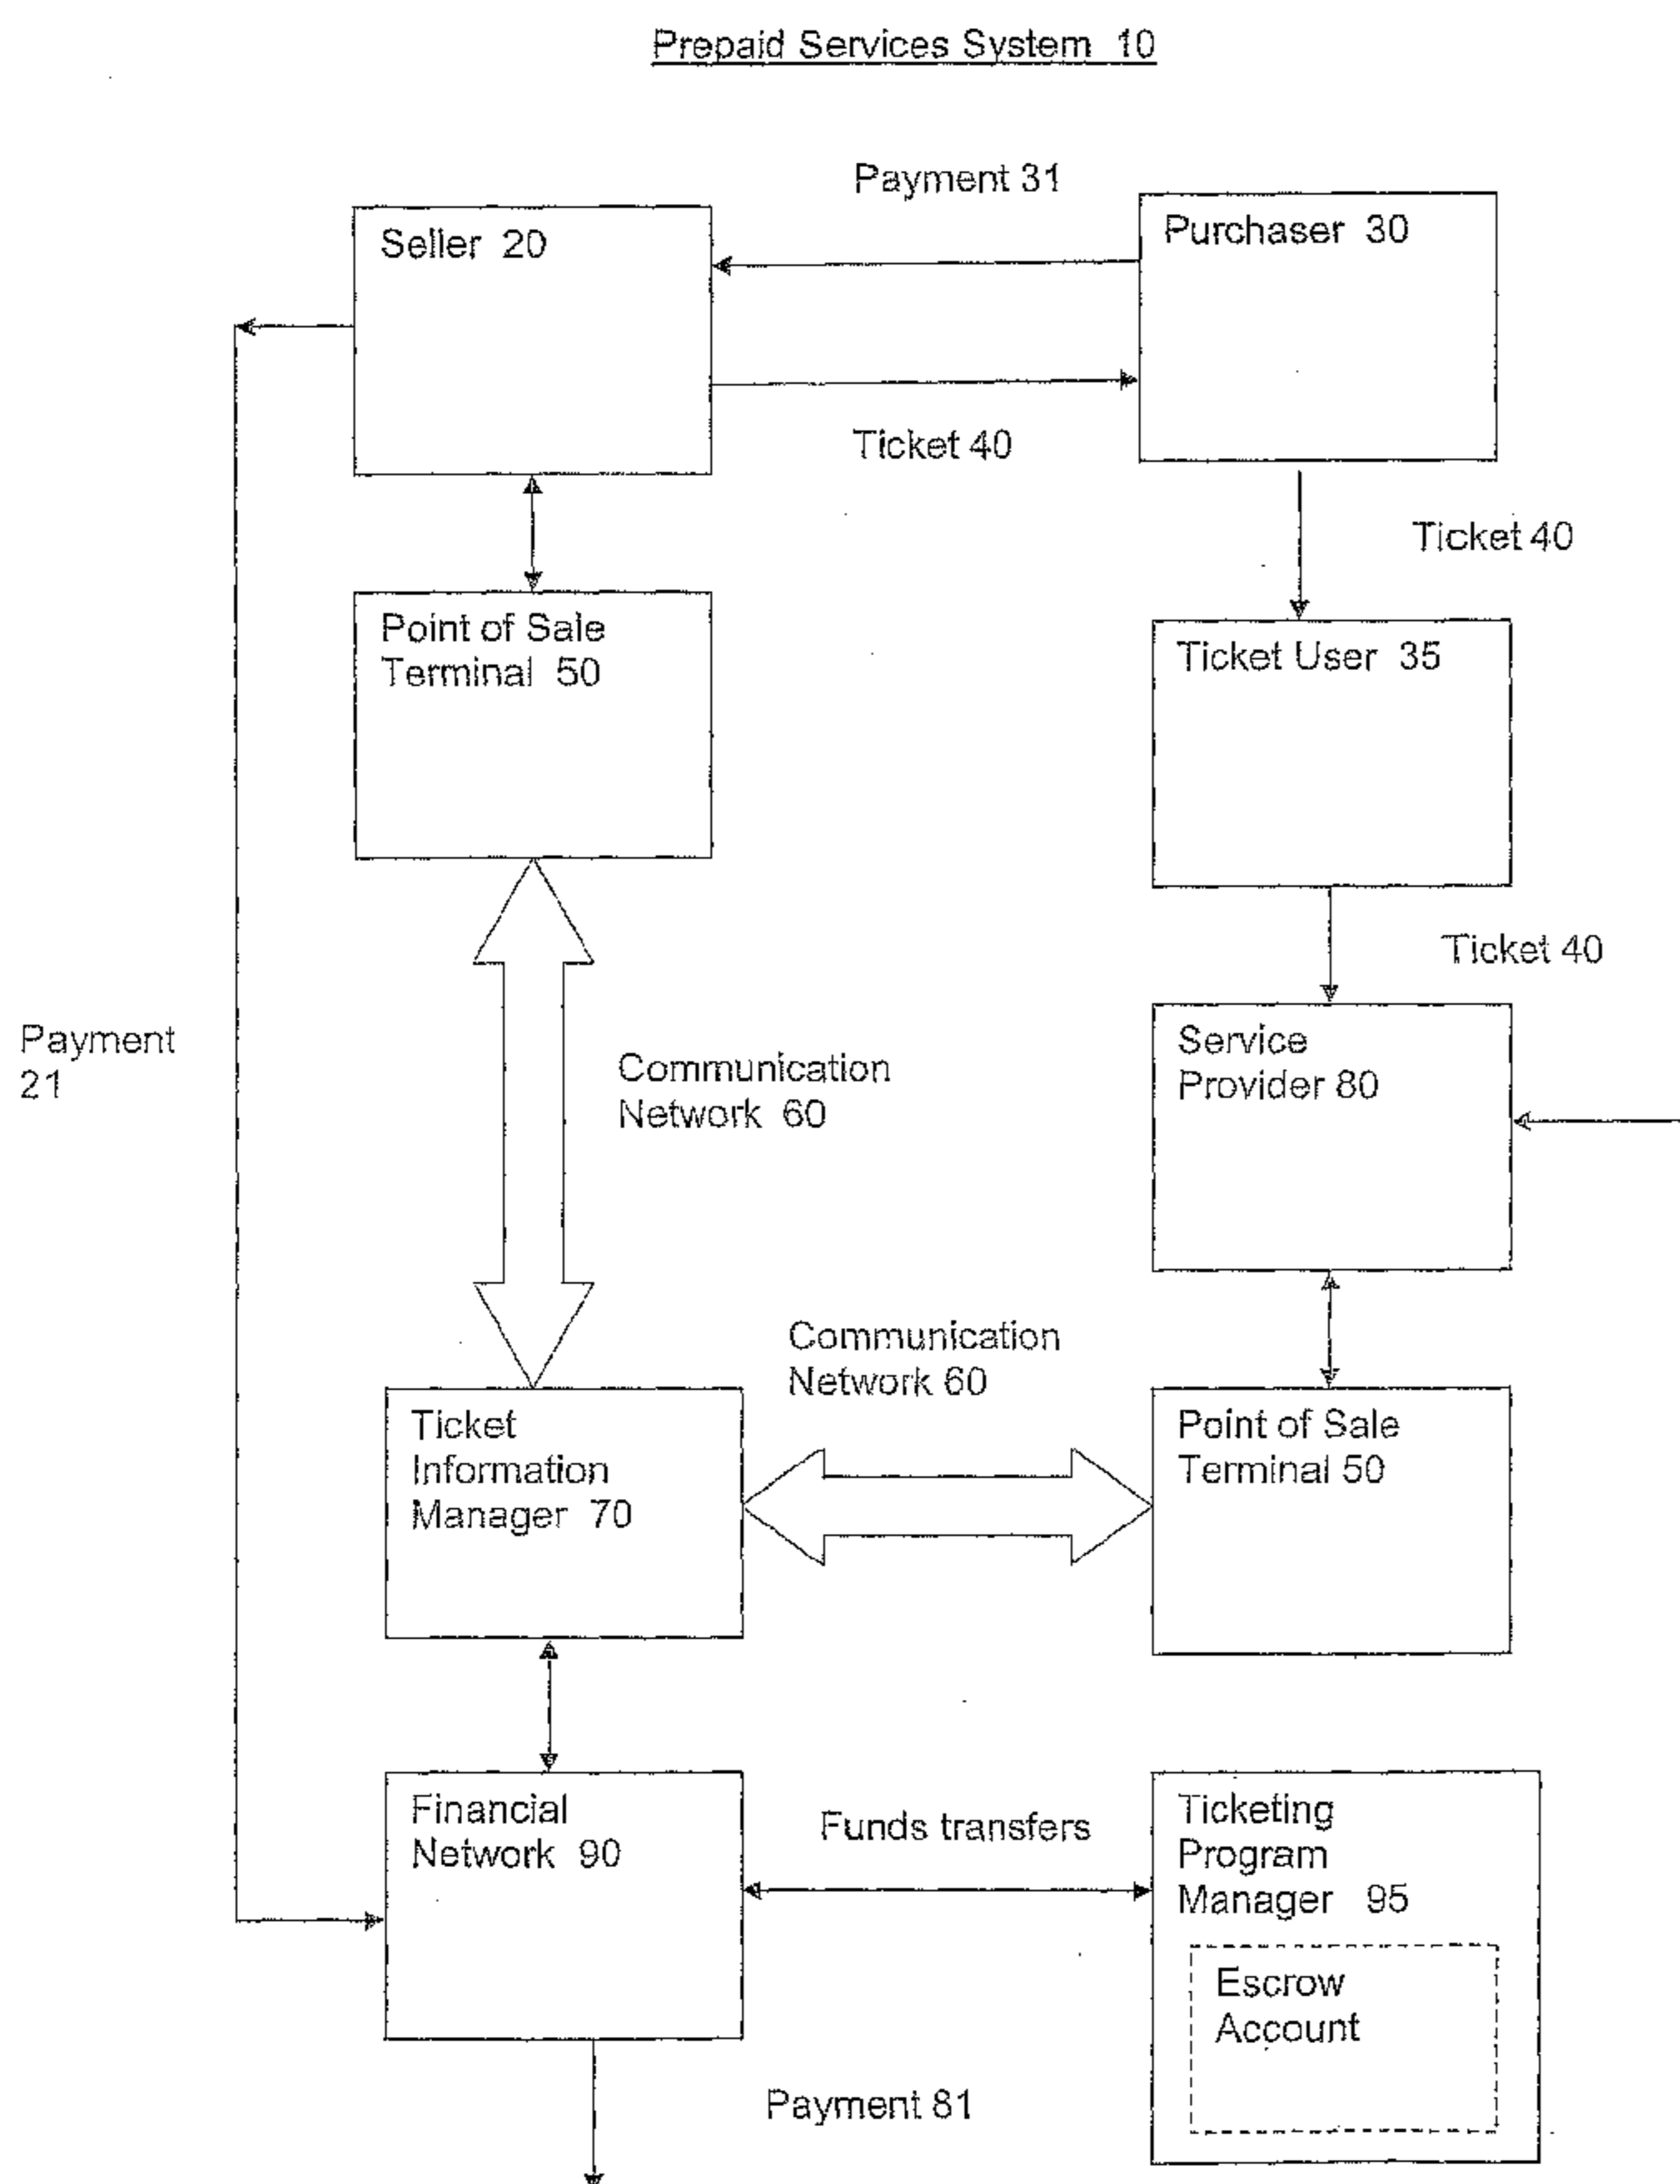 Prepaid Services System 10
Payment 31
Seller 20
Purchaser 30
Ticket 40
Ticket 40
Point of Sale
Terminal 50
Ticket User 35
Ticket 40
Payment
21
Communication
Network 60
Service
Provider 80
Communication
Network 60
Ticket
Information
Manager 70
Point of Sale
Terminal 50
Financial
Network 90
Funds transfers
Ticketing
Program
Manager 95
Escrow
Account
Payment 81